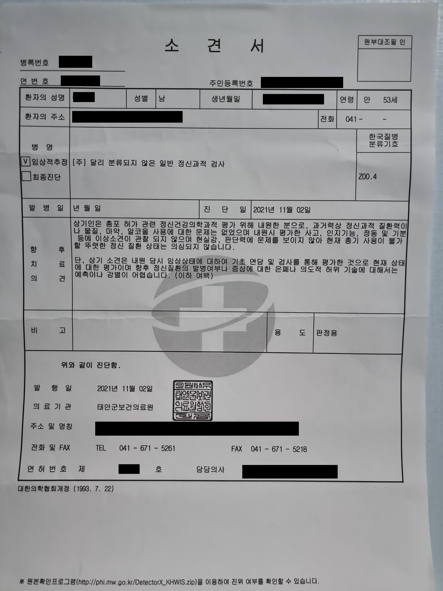 소 견 서
원부대조필 인
병록번호
연 번호
주민등록번호
환자의 성명 성별 남 생년월일 연령 만 53세
환자의 주소 전화 041- -
병 명 한국질병 분류기호
V 임상적추정 [주] 달리 분류되지 않은 일반 정신과적 검사
최종진단 Z00.4
발 병 일 년 월 일 진 단 일 2021년 11월 02일
향 후 치 료 의 견
상기인은 총포 허가 관련 정신건강의학과적 평가 위해 내원한 분으로, 과거력상 정신과적 질환력이
나 물질, 마약, 알코올 사용에 대한 문제는 없었으며 내원시 평가한 사고, 인지기능, 정동 및 기분
등에 이상소견이 관찰 되지 않으며 현실감, 판단력에 문제를 보이지 않아 현재 총기 사용이 불가
할 뚜렷한 정신 질환 상태는 의심되지 않습니다.
단, 상기 소견은 내원 당시 임상상태에 대하여 기초 면담 및 검사를 통해 평가한 것으로 현재 상태
에 대한 평가이며 향후 정신질환의 발병여부나 증상에 대한 은폐나 의도적 허위 기술에 대해서는
예측이나 감별이 어렵습니다. (이하 여백)
비 고 용 도 판정용
위와 같이 진단함.
발 행 일 2021년 11월 02일
의 료 기 관 태안군보건의료원
주소 및 명칭
전화 및 FAX TEL 041 - 671 - 5261 FAX 041 - 671 - 5218
면 허 번 호 제 호 담당의사
대한의학협회개정 (1993. 7. 22)
※ 원본확인프로그램(http://phi.mw.go.kr/DetectorX_KHWIS.zip)을 이용하여 진위 여부를 확인할 수 있습니다.